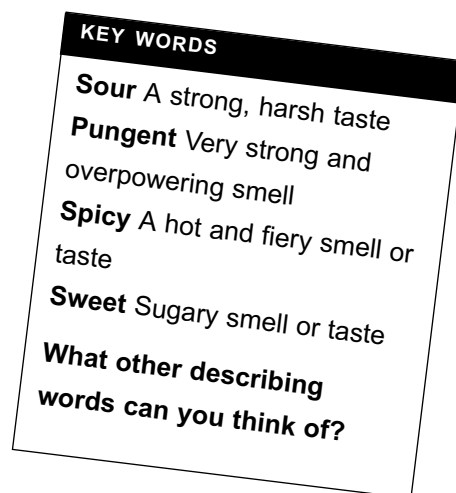 KEY WORDS
Sour A strong, harsh taste
Pungent Very strong and
overpowering smell
Spicy A hot and fiery smell or
taste
Sweet Sugary smell or taste
What other describing
words can you think of?